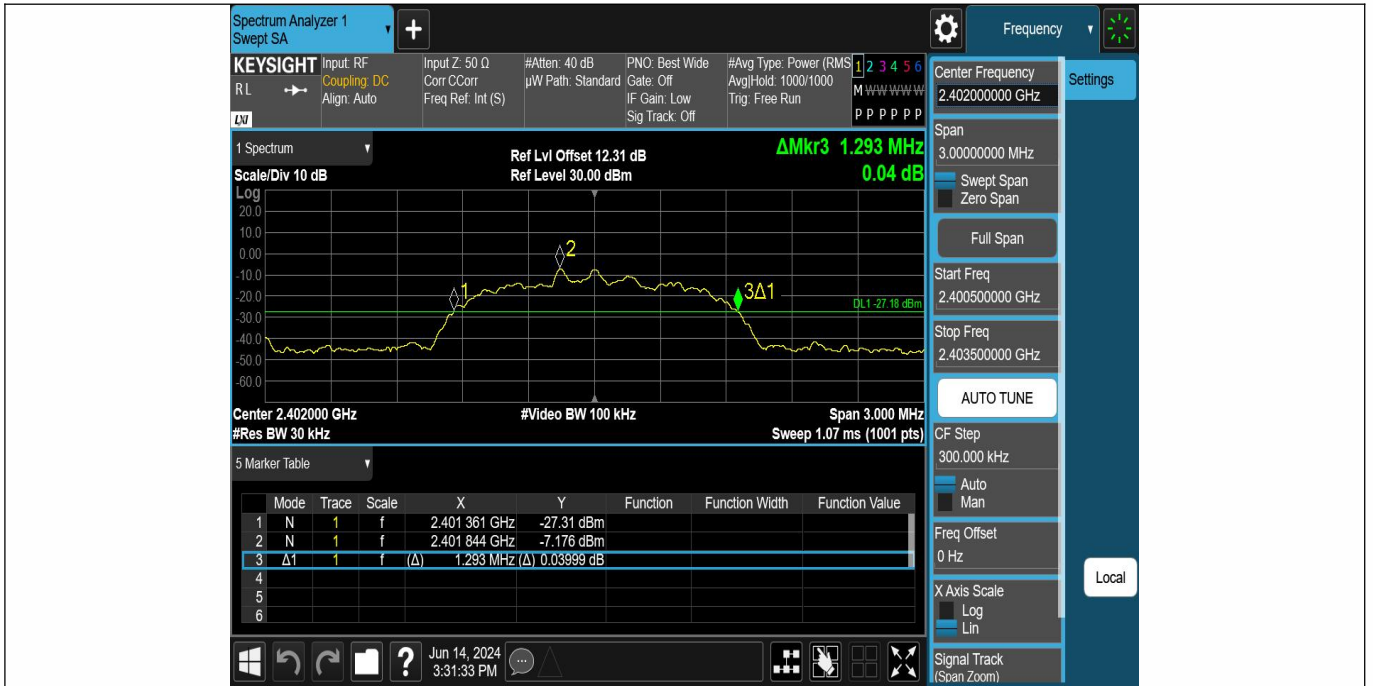 Spectrum Analyzer 1
Swept SA
+
Frequency
KEYSIGHT
RL
LXI
Input: RF
Coupling: DC
Align: Auto
Input Z: 50 Ω
Corr CCorr
Freq Ref: Int (S)
#Atten: 40 dB
µW Path: Standard
PNO: Best Wide
Gate: Off
IF Gain: Low
Sig Track: Off
#Avg Type: Power (RMS
Avg|Hold: 1000/1000
Trig: Free Run
1 2 3 4 5 6
M W W W W W
P P P P P P
1 Spectrum
Scale/Div 10 dB
Ref Lvl Offset 12.31 dB
Ref Level 30.00 dBm
ΔMkr3 1.293 MHz
0.04 dB
Log
20.0
10.0
0.00
-10.0
-20.0
-30.0
-40.0
-50.0
-60.0
1
2
3Δ1
DL1 -27.18 dBm
Center 2.402000 GHz
#Res BW 30 kHz
#Video BW 100 kHz
Span 3.000 MHz
Sweep 1.07 ms (1001 pts)
5 Marker Table
Mode Trace Scale X Y Function Function Width Function Value
1 N 1 f 2.401 361 GHz -27.31 dBm
2 N 1 f 2.401 844 GHz -7.176 dBm
3 Δ1 1 f (Δ) 1.293 MHz (Δ) 0.03999 dB
4
5
6
?
Jun 14, 2024
3:31:33 PM
Center Frequency
2.402000000 GHz
Settings
Span
3.00000000 MHz
Swept Span
Zero Span
Full Span
Start Freq
2.400500000 GHz
Stop Freq
2.403500000 GHz
AUTO TUNE
CF Step
300.000 kHz
Auto
Man
Freq Offset
0 Hz
X Axis Scale
Log
Lin
Local
Signal Track
(Span Zoom)